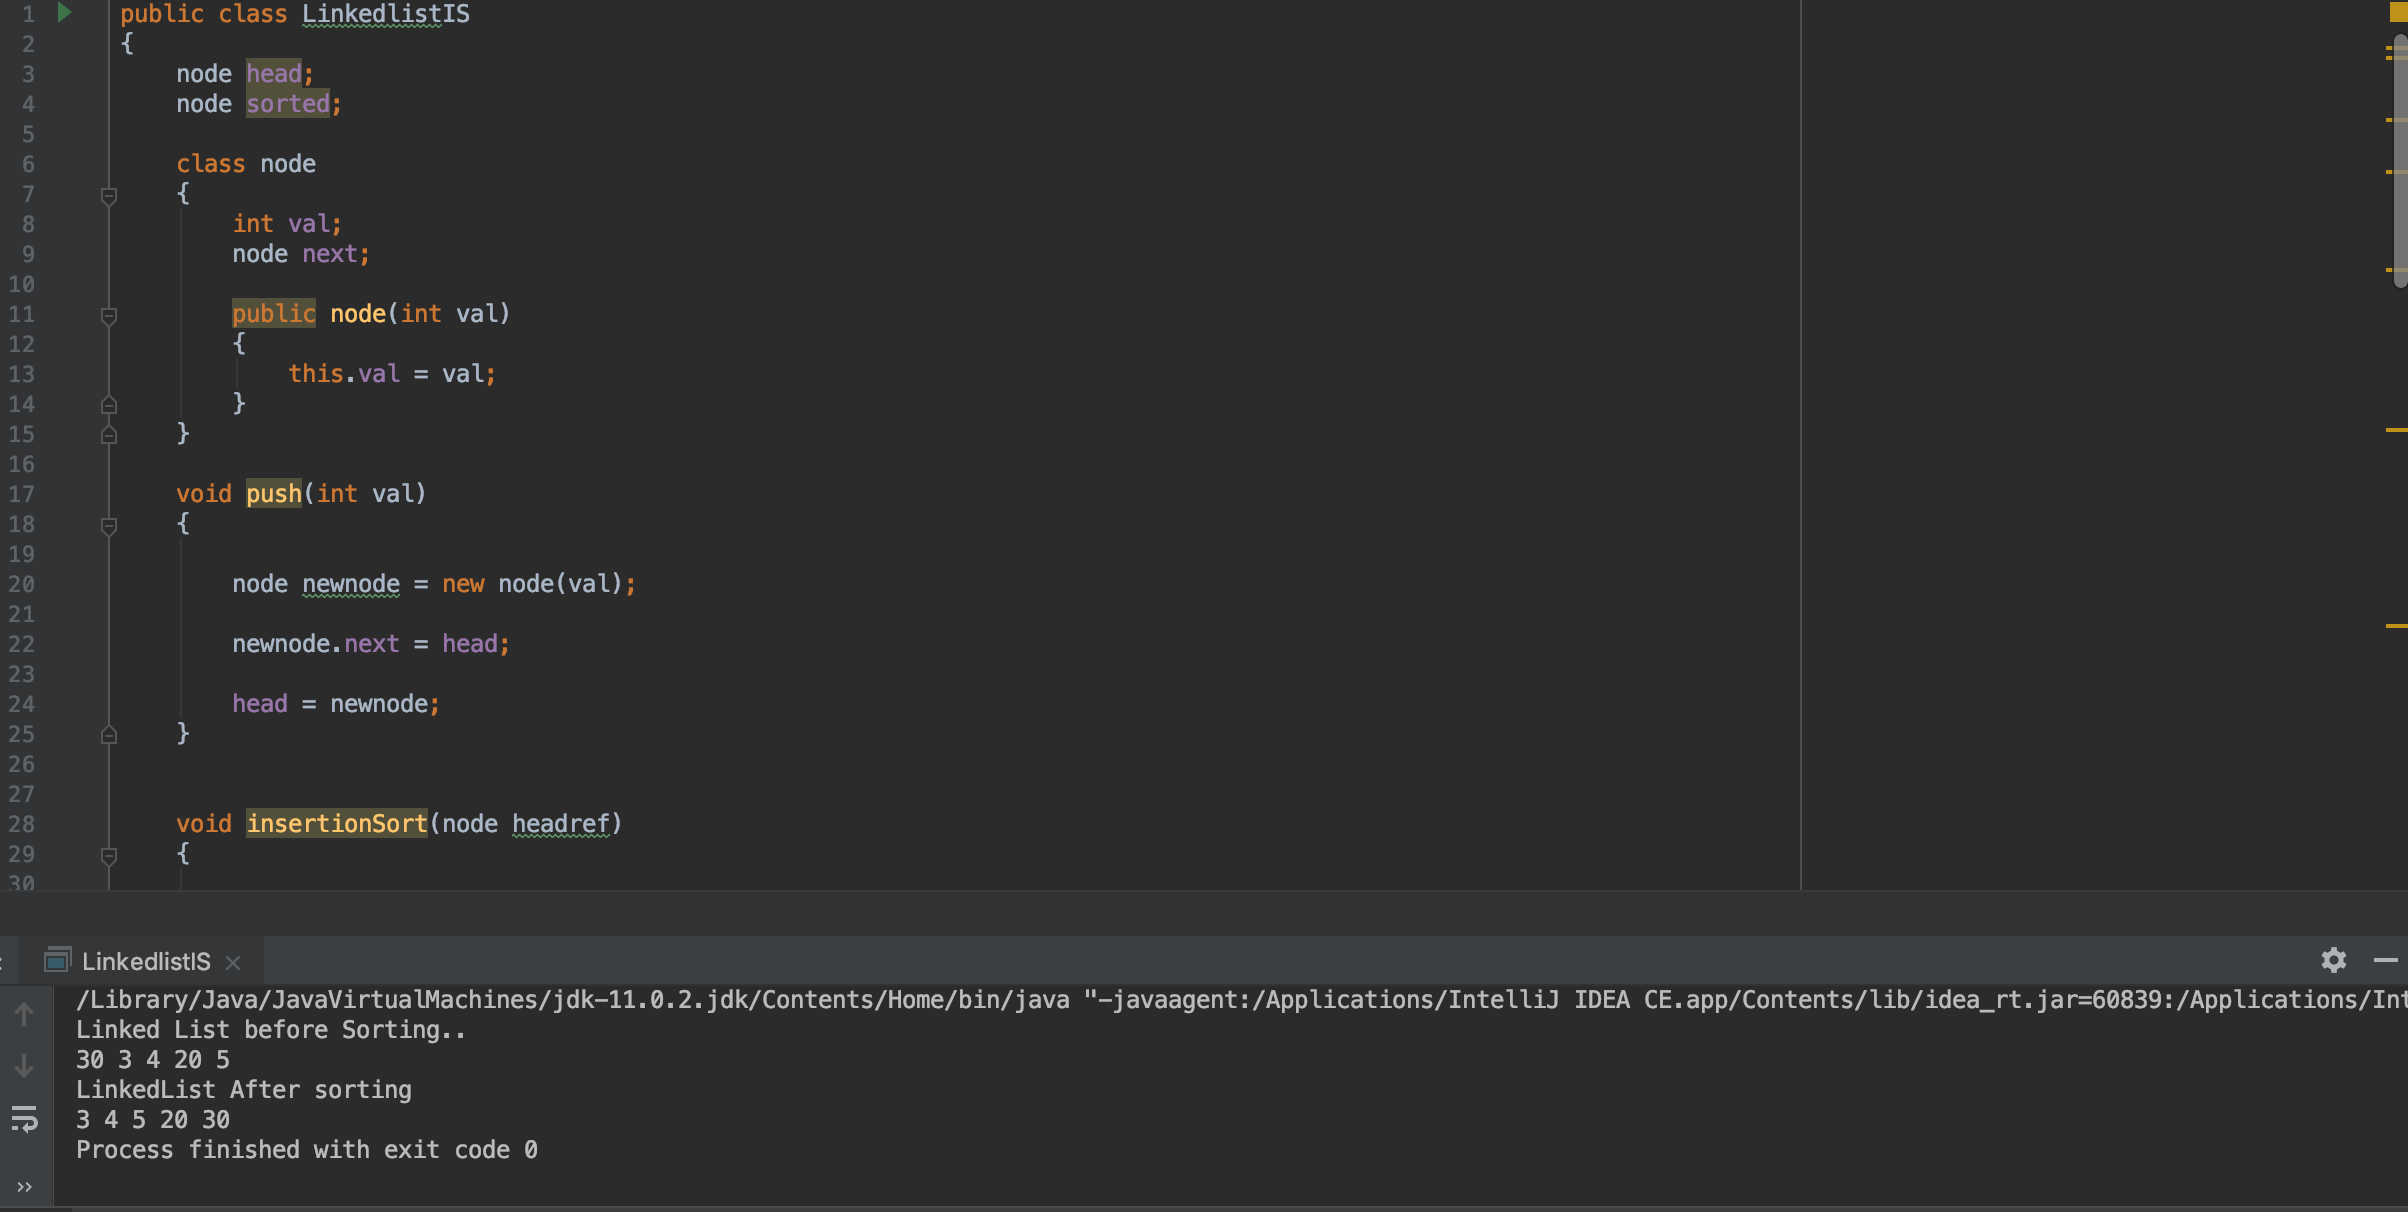 1 public class LinkedlistIS
2 {
3 node head;
4 node sorted;
5
6 class node
7 {
8 int val;
9 node next;
10
11 public node(int val)
12 {
13 this.val = val;
14 }
15 }
16
17 void push(int val)
18 {
19
20 node newnode = new node(val);
21
22 newnode.next = head;
23
24 head = newnode;
25 }
26
27
28 void insertionSort(node headref)
29 {
30
LinkedlistIS ×
/Library/Java/JavaVirtualMachines/jdk-11.0.2.jdk/Contents/Home/bin/java "-javaagent:/Applications/IntelliJ IDEA CE.app/Contents/lib/idea_rt.jar=60839:/Applications/Int
Linked List before Sorting..
30 3 4 20 5
LinkedList After sorting
3 4 5 20 30
Process finished with exit code 0